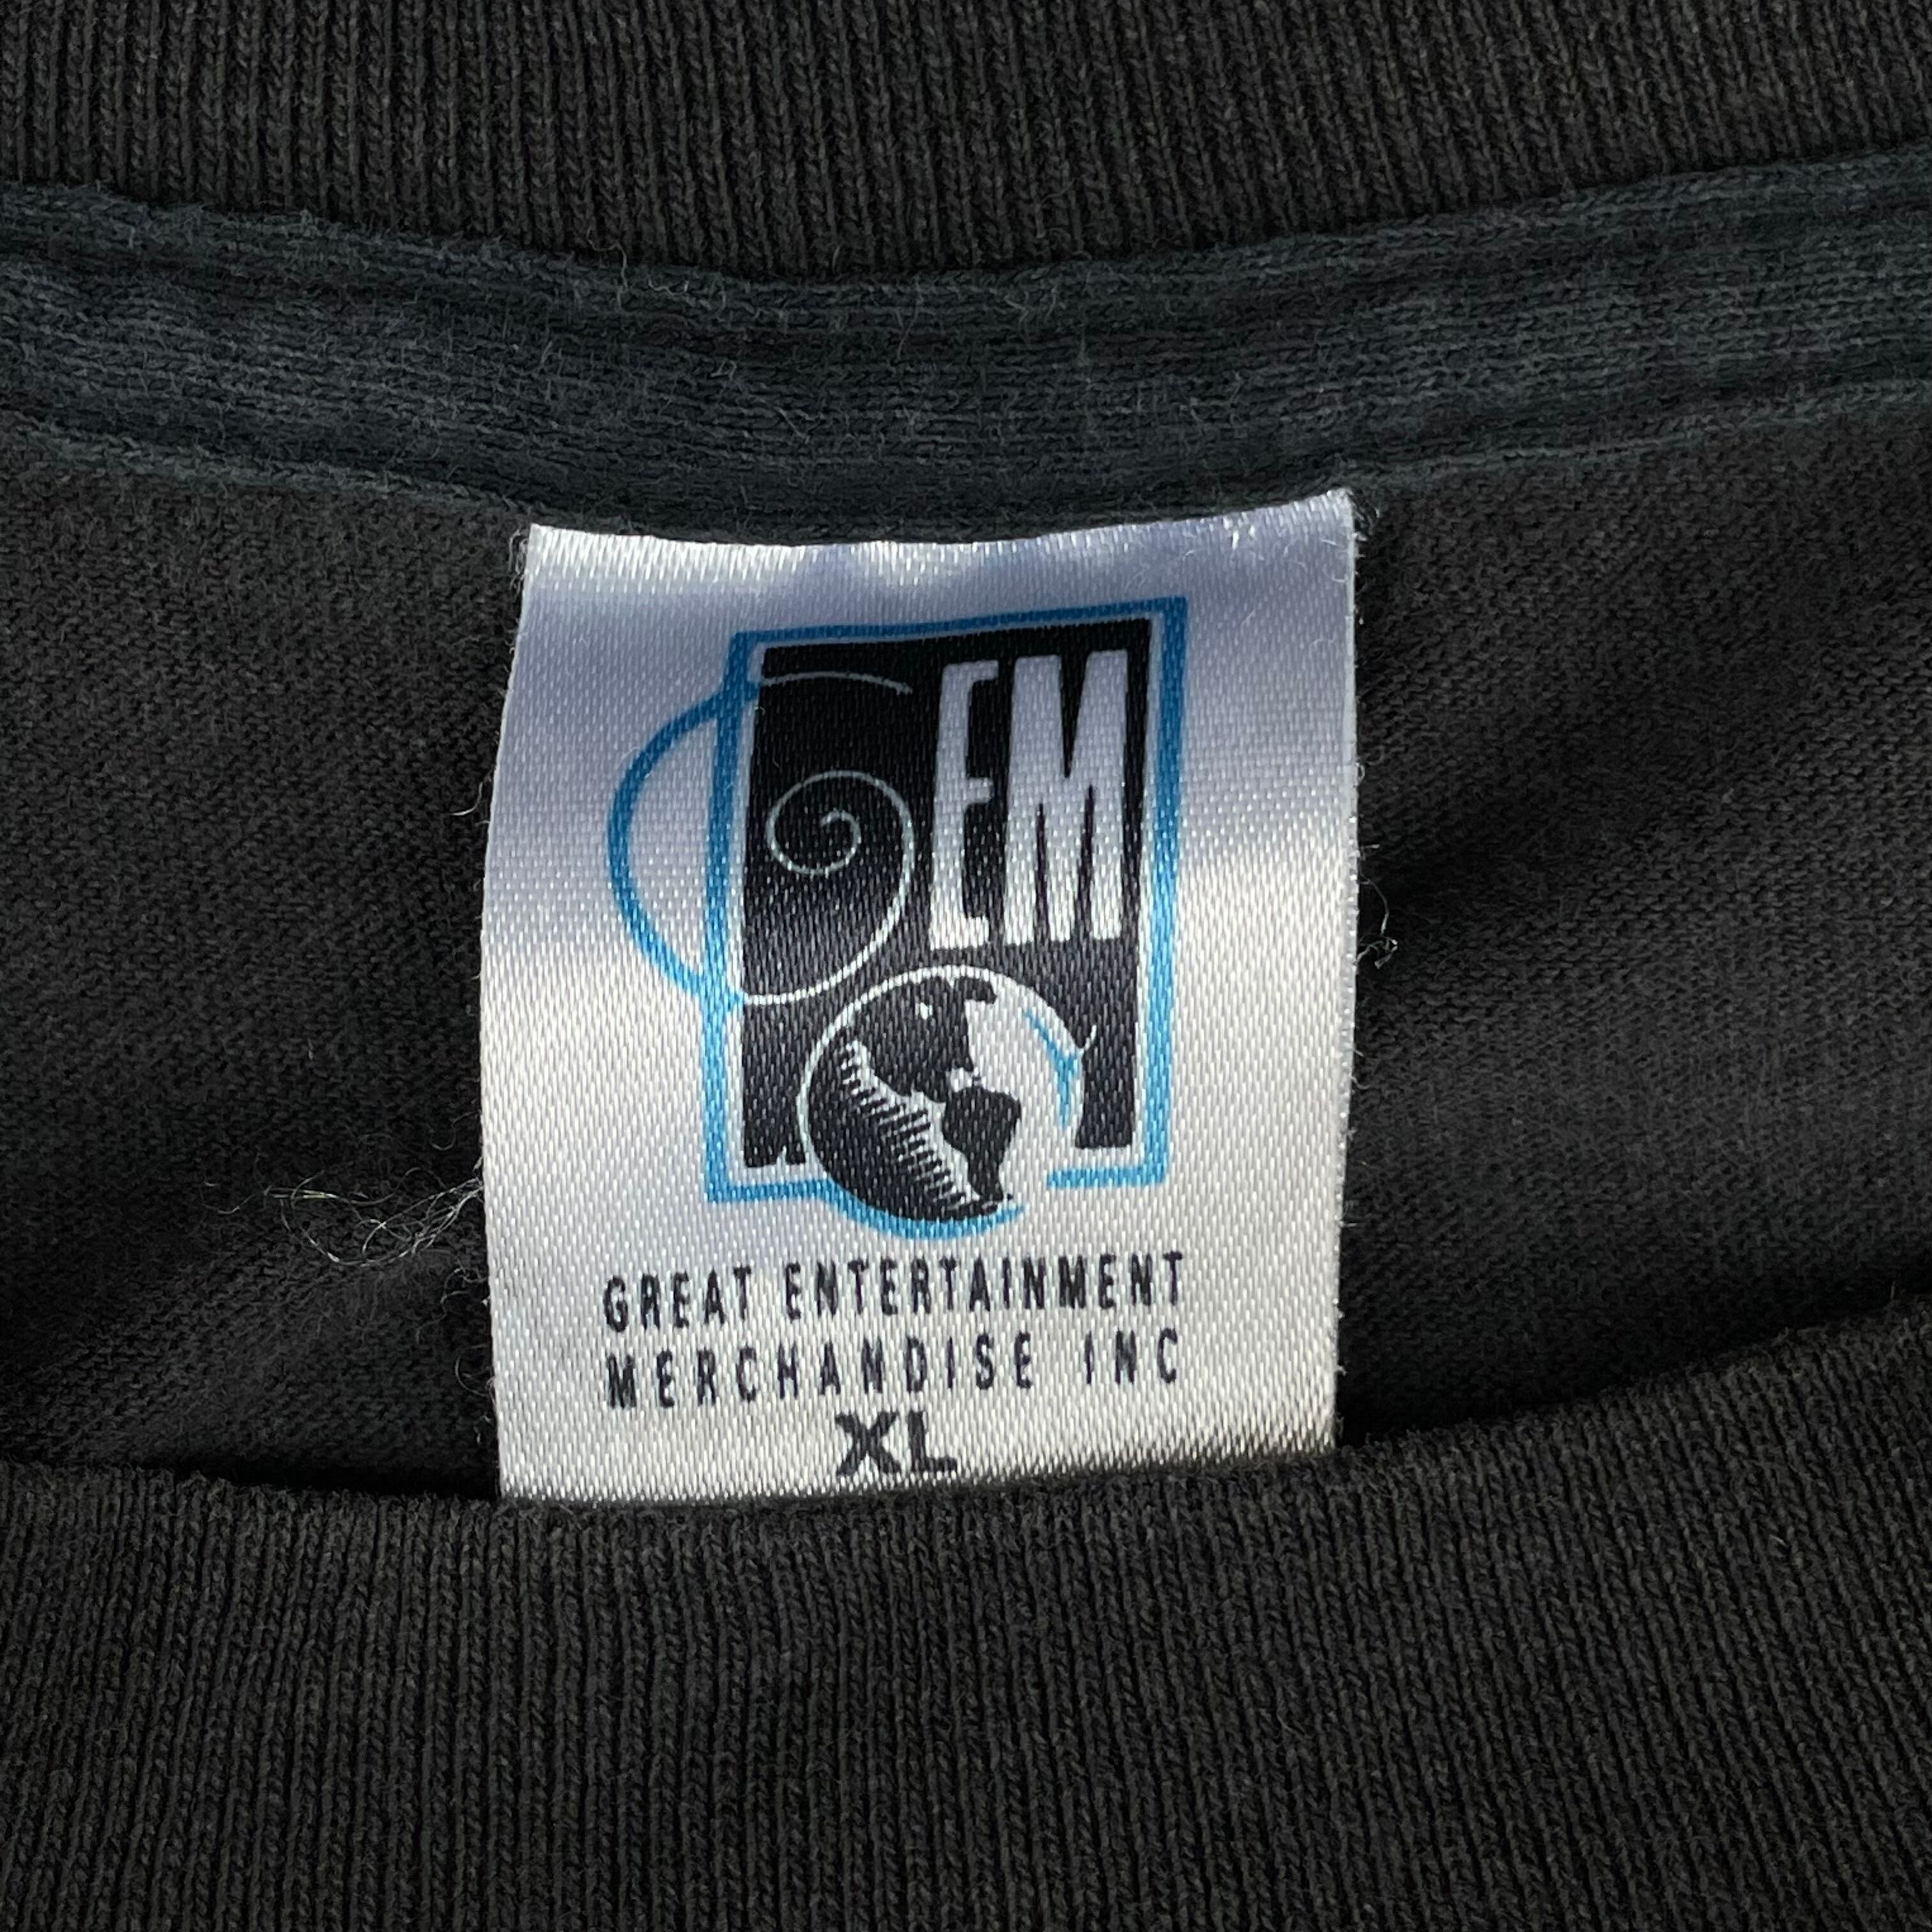 GEM
GREAT ENTERTAINMENT
MERCHANDISE INC
XL